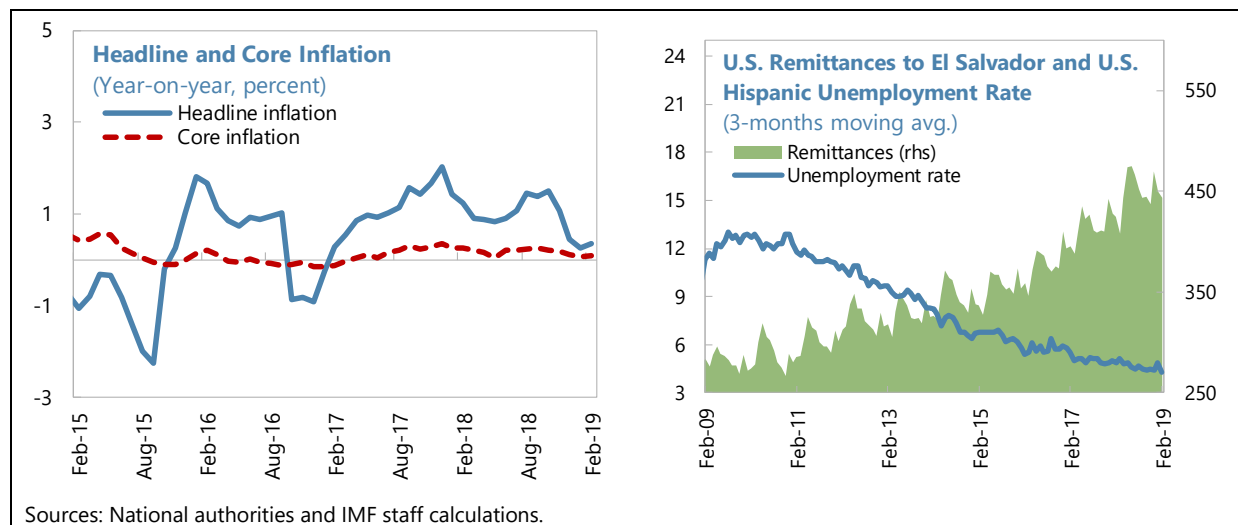 Headline and Core Inflation
(Year-on-year, percent)
Headline inflation
Core inflation
5
3
1
-1
-3
Feb-15
Aug-15
Feb-16
Aug-16
Feb-17
Aug-17
Feb-18
Aug-18
Feb-19
U.S. Remittances to El Salvador and U.S.
Hispanic Unemployment Rate
(3-months moving avg.)
Remittances (rhs)
Unemployment rate
24
21
18
15
12
9
6
3
550
450
350
250
Feb-09
Feb-11
Feb-13
Feb-15
Feb-17
Feb-19
Sources: National authorities and IMF staff calculations.